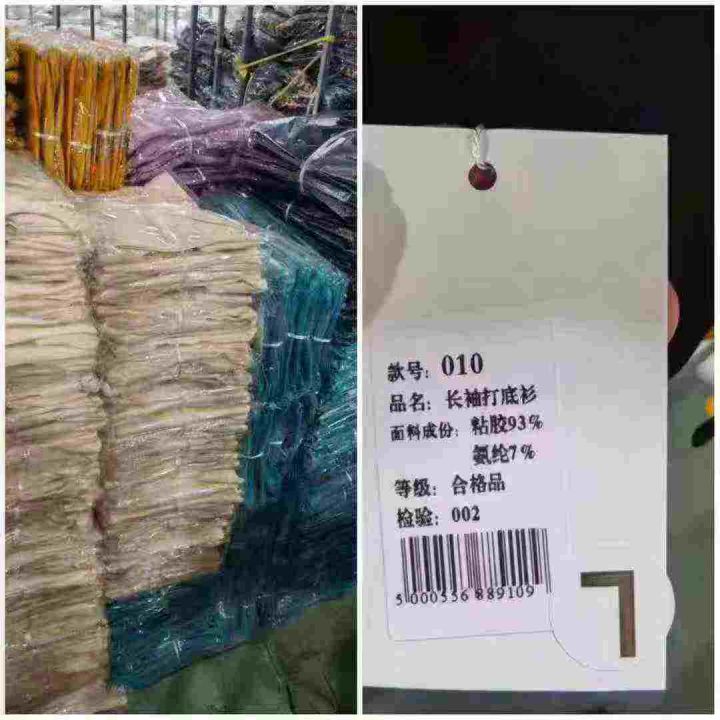 款号：010
品名：长袖打底衫
面料成份：粘胶93%
氨纶7%
等级：合格品
检验：002
5 000556 889109